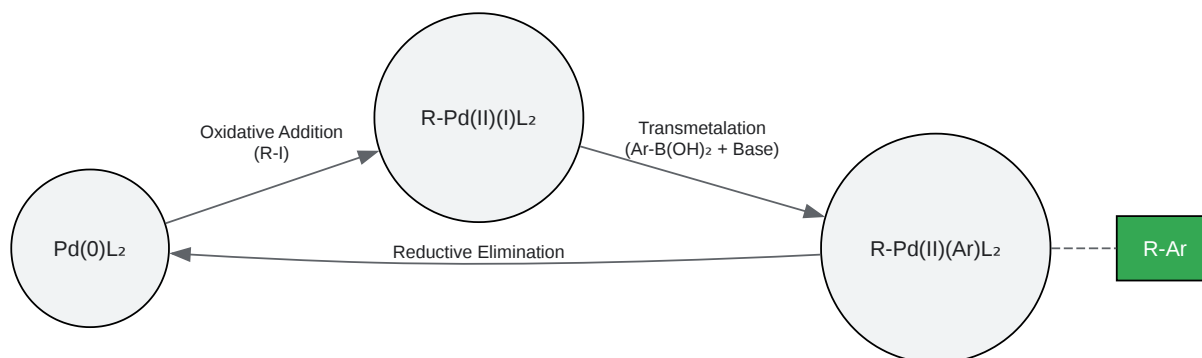 R-Pd(II)(I)L₂
Oxidative Addition
(R-I)
Transmetalation
(Ar-B(OH)₂ + Base)
Pd(0)L₂
Reductive Elimination
R-Pd(II)(Ar)L₂
R-Ar